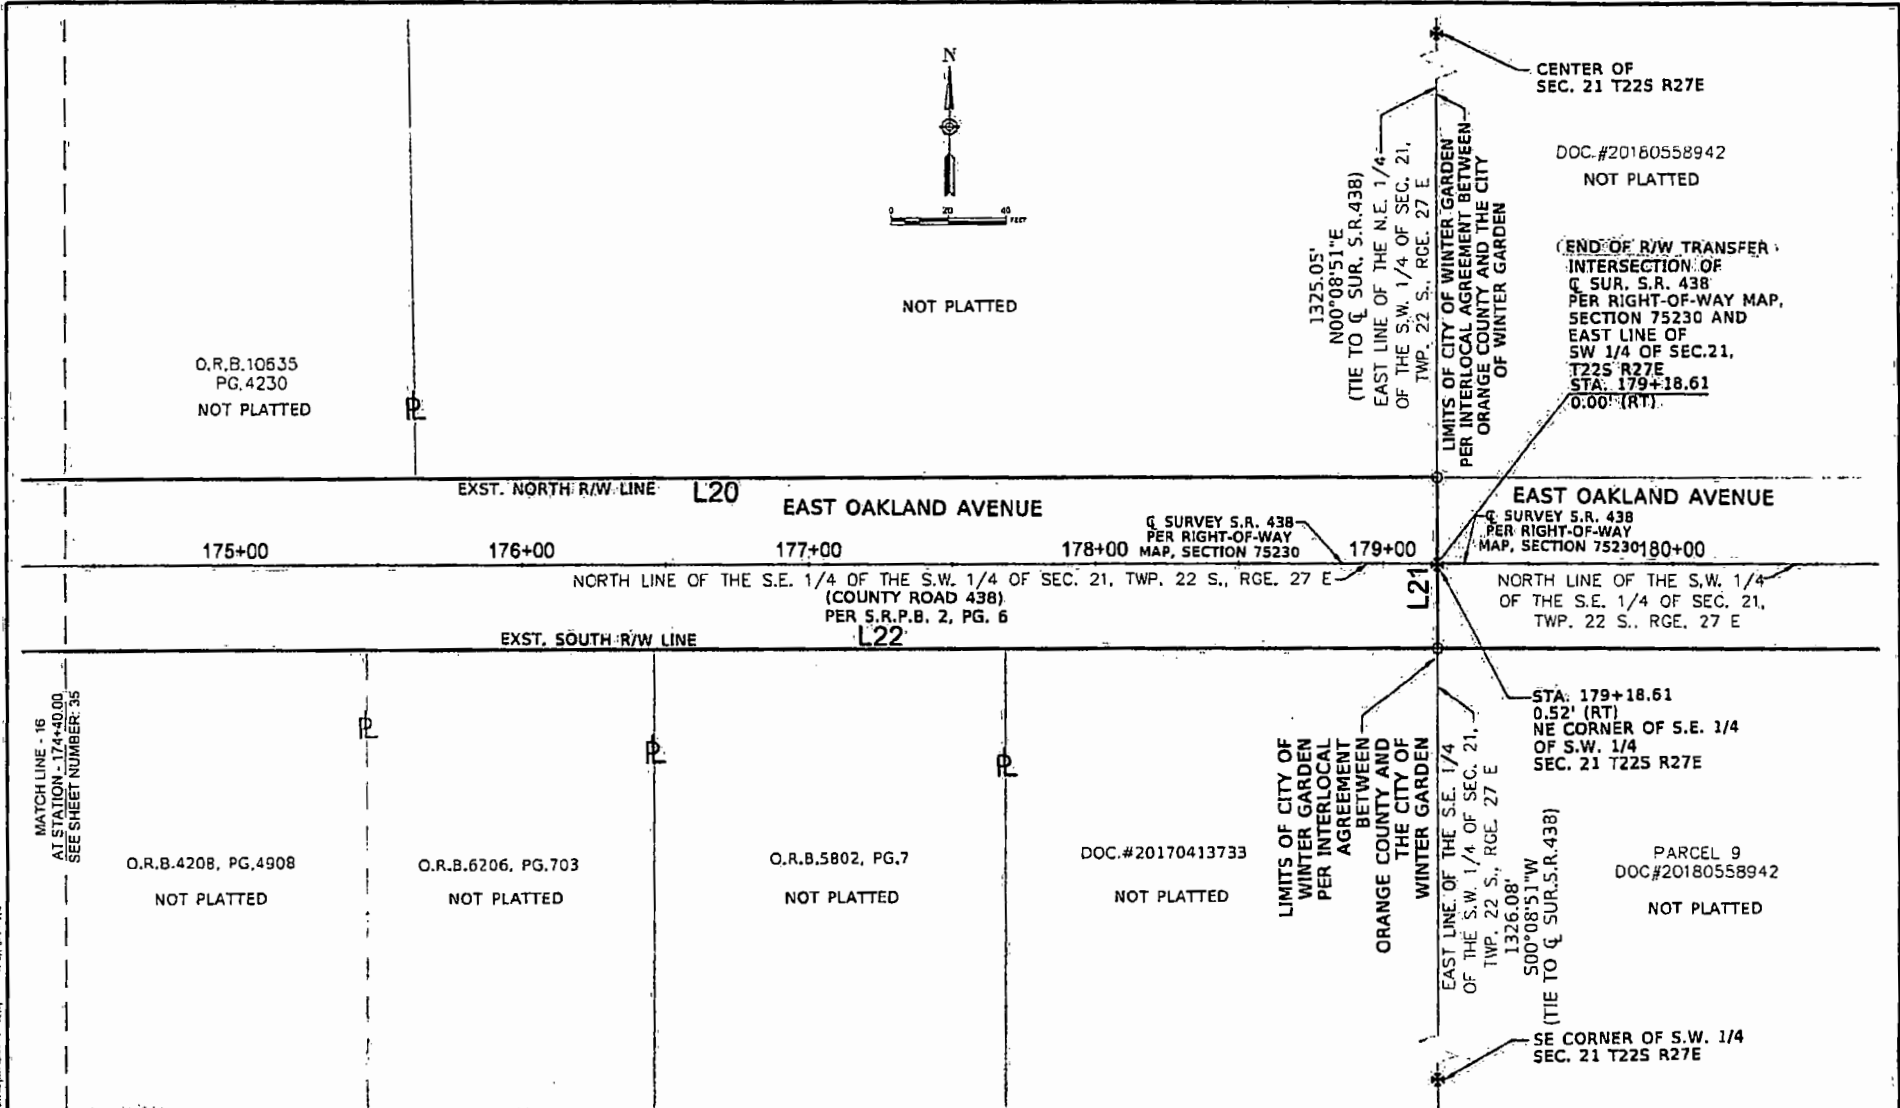 N
0 20 40
FEET
CENTER OF
SEC. 21 T22S R27E
DOC.#20180558942
NOT PLATTED
(END OF R/W TRANSFER)
INTERSECTION OF
℄ SUR. S.R. 438
PER RIGHT-OF-WAY MAP,
SECTION 75230 AND
EAST LINE OF
SW 1/4 OF SEC.21,
T22S R27E
STA. 179+18.61
0.00' (RT)
1325.05'
N00°08'51"E
(TIE TO ℄ SUR. S.R.438)
EAST LINE OF THE N.E. 1/4
OF THE S.W. 1/4 OF SEC. 21,
TWP. 22 S., RGE. 27 E
LIMITS OF CITY OF WINTER GARDEN
PER INTERLOCAL AGREEMENT BETWEEN
ORANGE COUNTY AND THE CITY
OF WINTER GARDEN
NOT PLATTED
O.R.B.10635
PG.4230
NOT PLATTED
PL
EXST. NORTH R/W LINE
L20
EAST OAKLAND AVENUE
EAST OAKLAND AVENUE
℄ SURVEY S.R. 438
PER RIGHT-OF-WAY
MAP, SECTION 75230
℄ SURVEY S.R. 438
PER RIGHT-OF-WAY
MAP, SECTION 75230
175+00
176+00
177+00
178+00
179+00
180+00
NORTH LINE OF THE S.E. 1/4 OF THE S.W. 1/4 OF SEC. 21, TWP. 22 S., RGE. 27 E
(COUNTY ROAD 438)
PER S.R.P.B. 2, PG. 6
L21
NORTH LINE OF THE S.W. 1/4
OF THE S.E. 1/4 OF SEC. 21,
TWP. 22 S., RGE. 27 E
EXST. SOUTH R/W LINE
L22
MATCH LINE - 16
AT STATION - 174+40.00
SEE SHEET NUMBER: 35
PL
PL
PL
STA. 179+18.61
0.52' (RT)
NE CORNER OF S.E. 1/4
OF S.W. 1/4
SEC. 21 T22S R27E
LIMITS OF CITY OF
WINTER GARDEN
PER INTERLOCAL
AGREEMENT
BETWEEN
ORANGE COUNTY AND
THE CITY OF
WINTER GARDEN
EAST LINE OF THE S.E. 1/4
OF THE S.W. 1/4 OF SEC. 21,
TWP. 22 S., RGE. 27 E
1326.08'
S00°08'51"W
(TIE TO ℄ SUR.S.R.438)
O.R.B.4208, PG.4908
NOT PLATTED
O.R.B.6206, PG.703
NOT PLATTED
O.R.B.5802, PG.7
NOT PLATTED
DOC.#20170413733
NOT PLATTED
PARCEL 9
DOC#20180558942
NOT PLATTED
SE CORNER OF S.W. 1/4
SEC. 21 T22S R27E